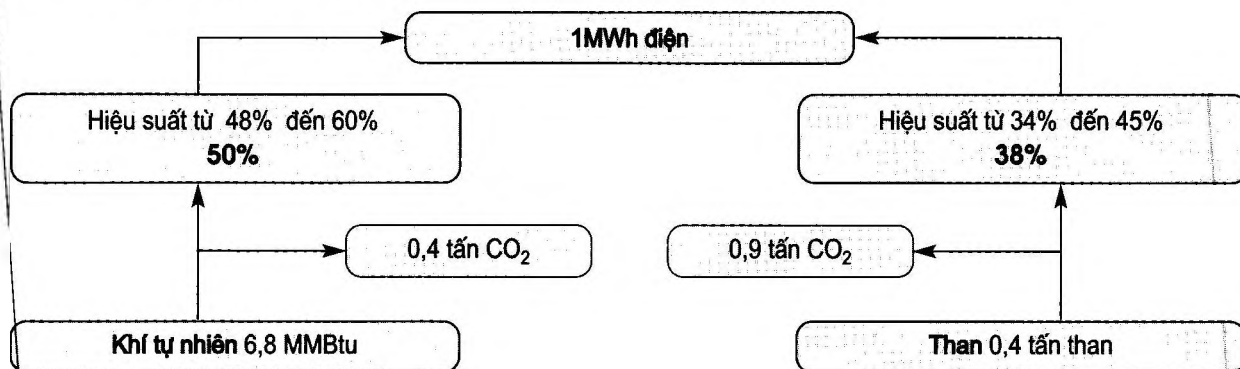 1MWh điện
Hiệu suất từ 48% đến 60%
50%
Hiệu suất từ 34% đến 45%
38%
0,4 tấn CO₂
0,9 tấn CO₂
Khí tự nhiên 6,8 MMBtu
Than 0,4 tấn than